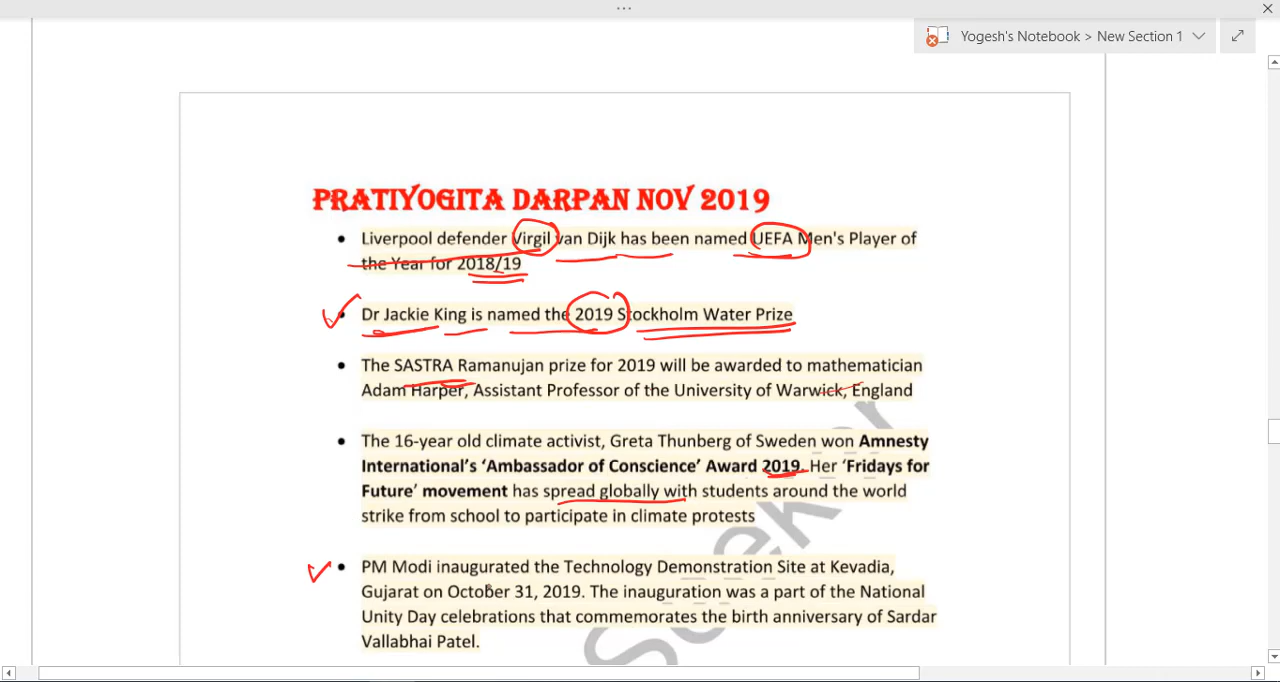 Yogesh's Notebook > New Section 1
PRATIYOGITA DARPAN NOV 2019
• Liverpool defender Virgil van Dijk has been named UEFA Men's Player of
the Year for 2018/19
• Dr Jackie King is named the 2019 Stockholm Water Prize
• The SASTRA Ramanujan prize for 2019 will be awarded to mathematician
Adam Harper, Assistant Professor of the University of Warwick, England
• The 16-year old climate activist, Greta Thunberg of Sweden won Amnesty
International's 'Ambassador of Conscience' Award 2019. Her 'Fridays for
Future' movement has spread globally with students around the world
strike from school to participate in climate protests
• PM Modi inaugurated the Technology Demonstration Site at Kevadia,
Gujarat on October 31, 2019. The inauguration was a part of the National
Unity Day celebrations that commemorates the birth anniversary of Sardar
Vallabhai Patel.